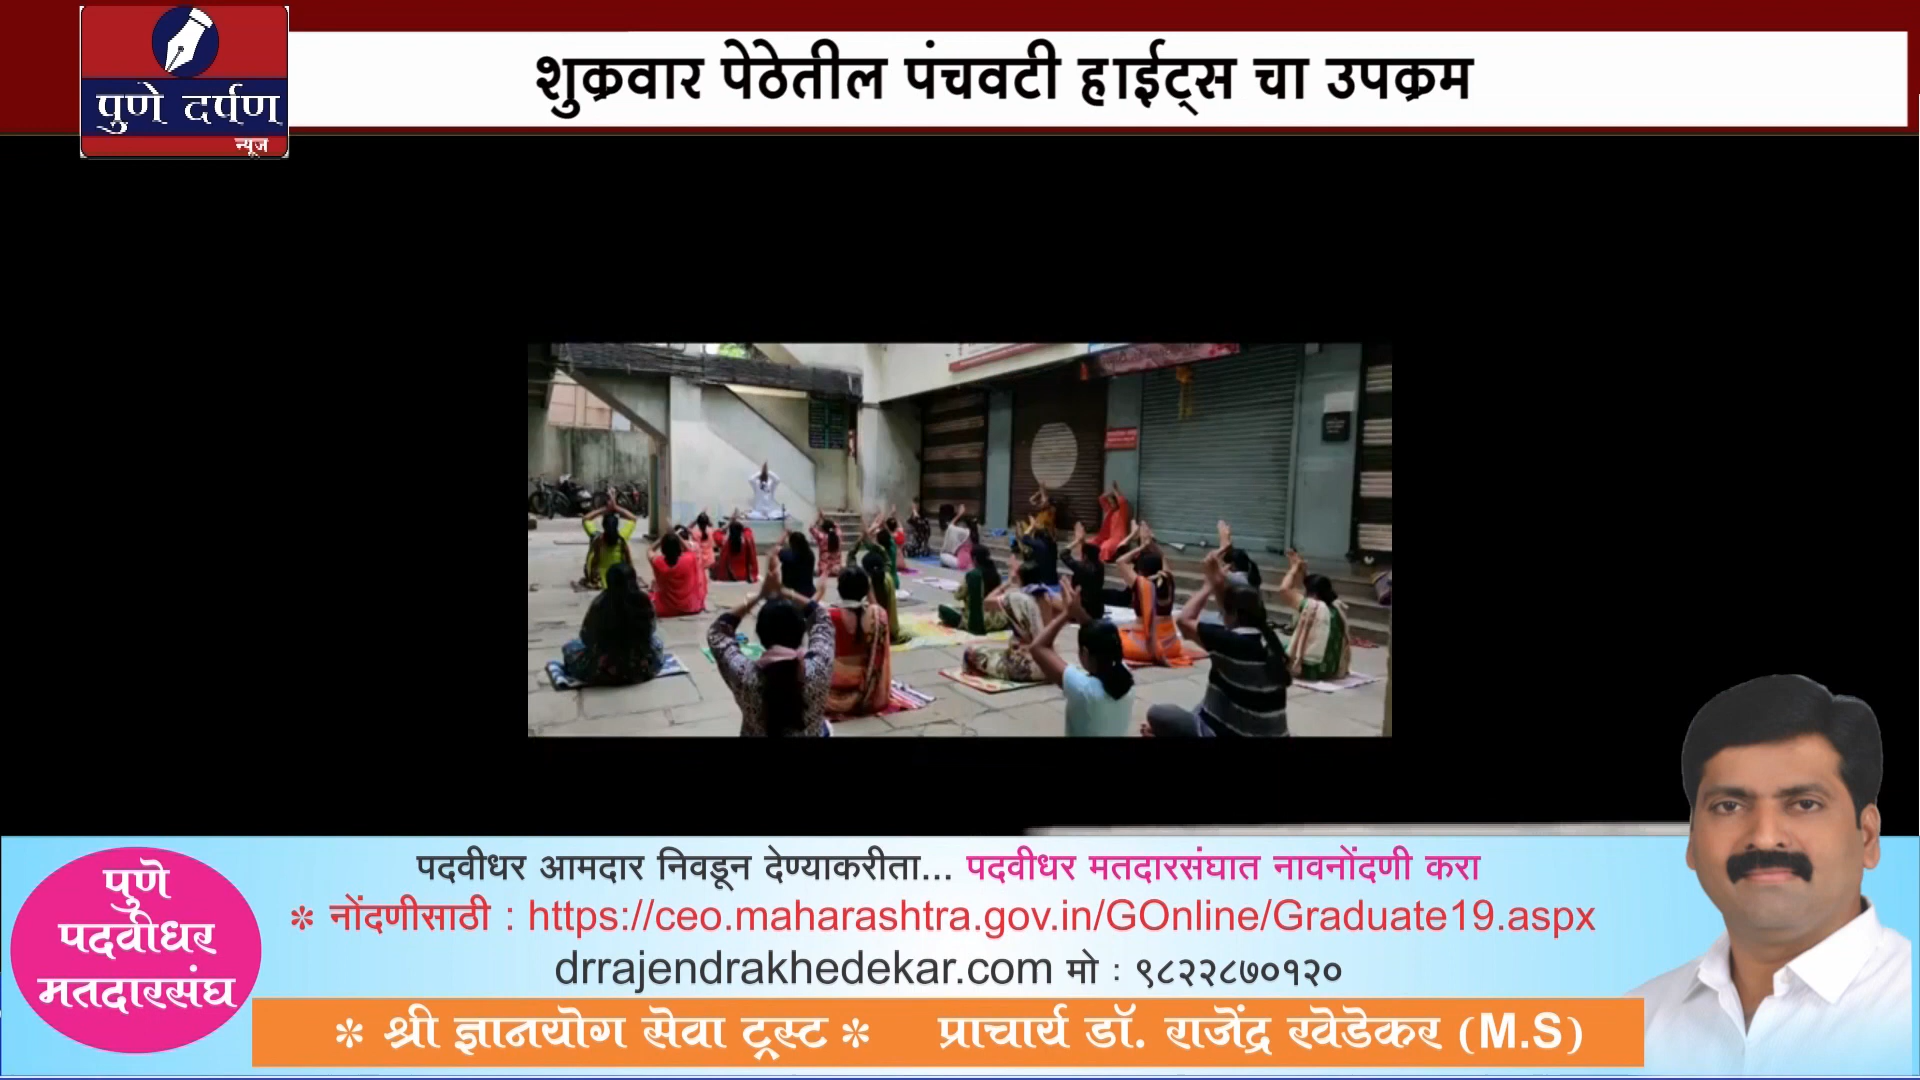 शुक्रवार पेठेतील पंचवटी हाईट्स चा उपक्रम
पुणे दर्पण
न्यूज
पदवीधर आमदार निवडून देण्याकरीता... पदवीधर मतदारसंघात नावनोंदणी करा
* नोंदणीसाठी : https://ceo.maharashtra.gov.in/GOnline/Graduate19.aspx
drrajendrakhedekar.com मो : ९८२२८७०१२०
पुणे
पदवीधर
मतदारसंघ
* श्री ज्ञानयोग सेवा ट्रस्ट * प्राचार्य डॉ. राजेंद्र खेडेकर (M.S)